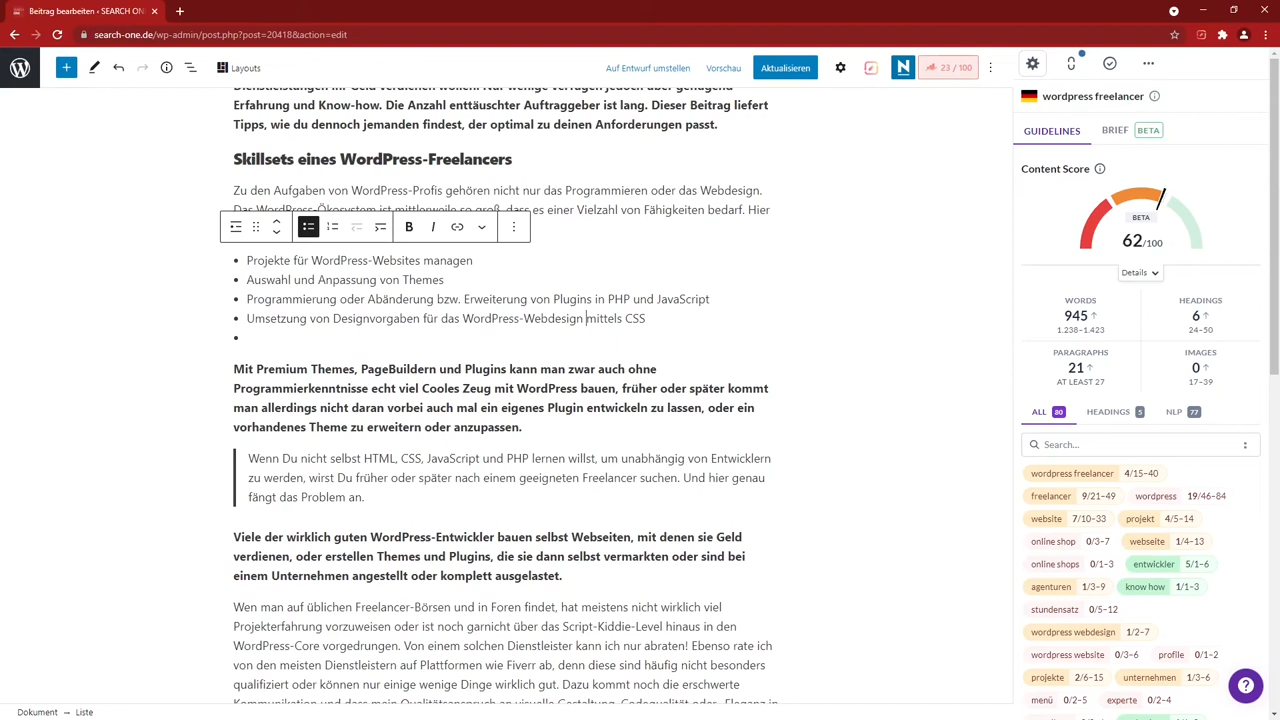 Beitrag bearbeiten ‹ SEARCH ON
search-one.de/wp-admin/post.php?post=20418&action=edit
Layouts
Auf Entwurf umstellen
Vorschau
Aktualisieren
23 / 100
Erfahrung und Know-how. Die Anzahl enttäuschter Auftraggeber ist lang. Dieser Beitrag liefert
Tipps, wie du dennoch jemanden findest, der optimal zu deinen Anforderungen passt.
Skillsets eines WordPress-Freelancers
Zu den Aufgaben von WordPress-Profis gehören nicht nur das Programmieren oder das Webdesign.
Das WordPress-Ökosystem ist mittlerweile so groß, dass es einer Vielzahl von Fähigkeiten bedarf. Hier
B I
• Projekte für WordPress-Websites managen
• Auswahl und Anpassung von Themes
• Programmierung oder Abänderung bzw. Erweiterung von Plugins in PHP und JavaScript
• Umsetzung von Designvorgaben für das WordPress-Webdesign mittels CSS
•
Mit Premium Themes, PageBuildern und Plugins kann man zwar auch ohne
Programmierkenntnisse echt viel Cooles Zeug mit WordPress bauen, früher oder später kommt
man allerdings nicht daran vorbei auch mal ein eigenes Plugin entwickeln zu lassen, oder ein
vorhandenes Theme zu erweitern oder anzupassen.
Wenn Du nicht selbst HTML, CSS, JavaScript und PHP lernen willst, um unabhängig von Entwicklern
zu werden, wirst Du früher oder später nach einem geeigneten Freelancer suchen. Und hier genau
fängt das Problem an.
Viele der wirklich guten WordPress-Entwickler bauen selbst Webseiten, mit denen sie Geld
verdienen, oder erstellen Themes und Plugins, die sie dann selbst vermarkten oder sind bei
einem Unternehmen angestellt oder komplett ausgelastet.
Wen man auf üblichen Freelancer-Börsen und in Foren findet, hat meistens nicht wirklich viel
Projekterfahrung vorzuweisen oder ist noch garnicht über das Script-Kiddie-Level hinaus in den
WordPress-Core vorgedrungen. Von einem solchen Dienstleister kann ich nur abraten! Ebenso rate ich
von den meisten Dienstleistern auf Plattformen wie Fiverr ab, denn diese sind häufig nicht besonders
qualifiziert oder können nur einige wenige Dinge wirklich gut. Dazu kommt noch die erschwerte
Dokument → Liste
wordpress freelancer
GUIDELINES
BRIEF BETA
Content Score
BETA
62/100
Details
WORDS HEADINGS
945 6
1.238–1.423 24–50
PARAGRAPHS IMAGES
21 0
AT LEAST 27 17–39
ALL 80 HEADINGS 5 NLP 77
Search...
wordpress freelancer 4/15–40
freelancer 9/21–49 wordpress 19/46–84
website 7/10–33 projekt 4/5–14
online shop 0/3–7 webseite 1/4–13
online shops 0/1–3 entwickler 5/1–6
agenturen 1/3–9 know how 1/1–3
stundensatz 0/5–12
wordpress webdesign 1/2–7
wordpress website 0/3–6 profile 0/1–2
projekte 2/6–15 unternehmen 1/3–6
menü 0/2–5 experte 0/2–4